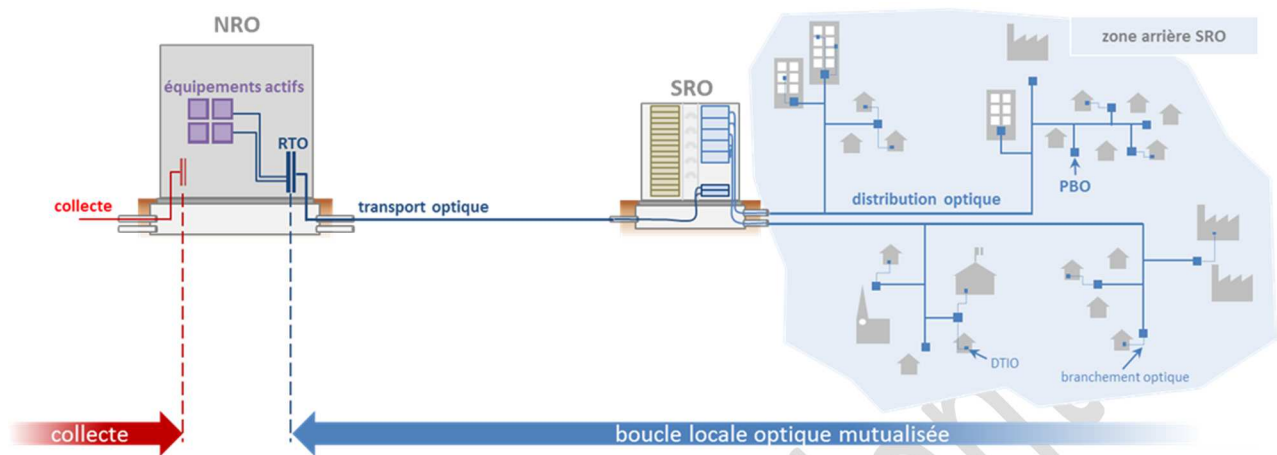 NRO
zone arrière SRO
équipements actifs
SRO
RTO
PBO
collecte
transport optique
distribution optique
DTIO
branchement optique
collecte
boucle locale optique mutualisée